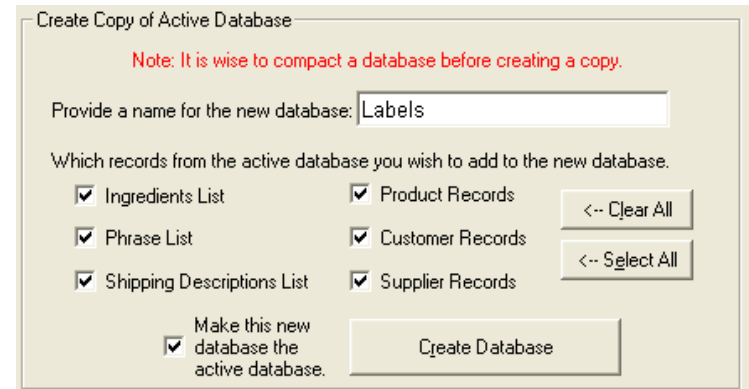 Create Copy of Active Database
Note: It is wise to compact a database before creating a copy.
Provide a name for the new database: Labels
Which records from the active database you wish to add to the new database.
Ingredients List Product Records <-- Clear All
Phrase List Customer Records <-- Select All
Shipping Descriptions List Supplier Records
Make this new
database the
active database.
Create Database